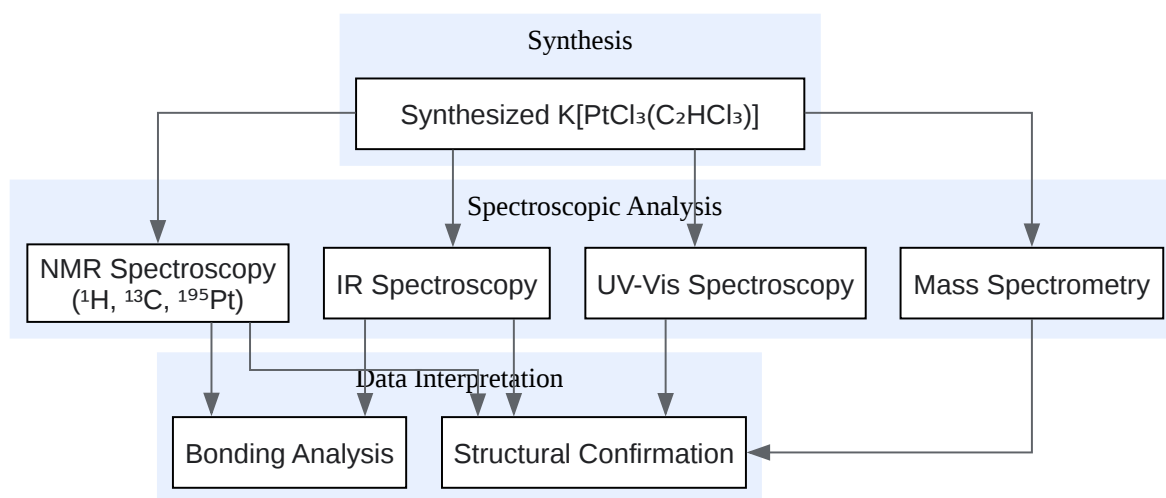 Synthesis
Synthesized K[PtCl₃(C₂HCl₃)]
Spectroscopic Analysis
NMR Spectroscopy
(¹H, ¹³C, ¹⁹⁵Pt)
IR Spectroscopy
UV-Vis Spectroscopy
Mass Spectrometry
Data Interpretation
Bonding Analysis
Structural Confirmation